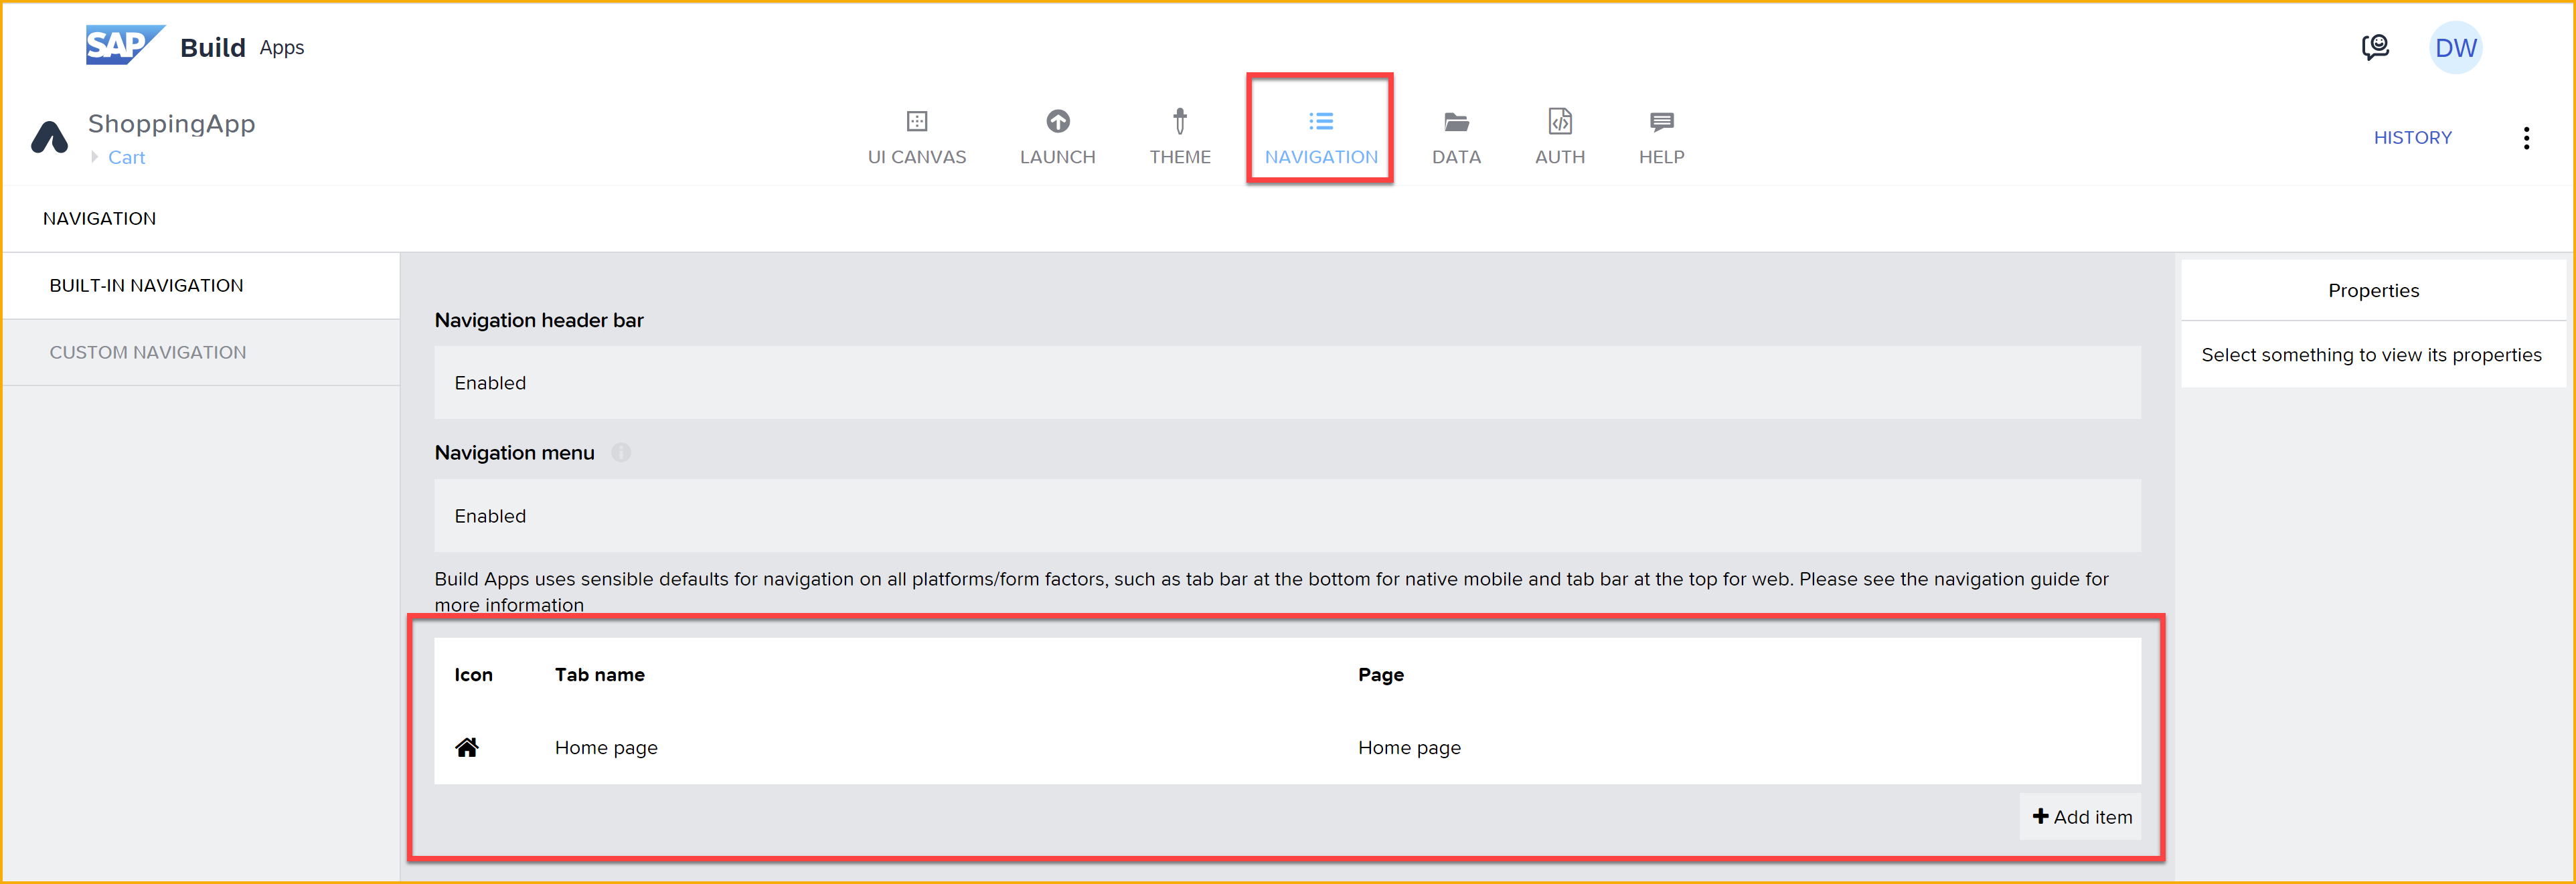 SAP Build Apps
DW
ShoppingApp
Cart
UI CANVAS
LAUNCH
THEME
NAVIGATION
DATA
AUTH
HELP
HISTORY
NAVIGATION
BUILT-IN NAVIGATION
CUSTOM NAVIGATION
Navigation header bar
Enabled
Navigation menu
Enabled
Build Apps uses sensible defaults for navigation on all platforms/form factors, such as tab bar at the bottom for native mobile and tab bar at the top for web. Please see the navigation guide for
more information
Icon Tab name Page
Home page Home page
Add item
Properties
Select something to view its properties